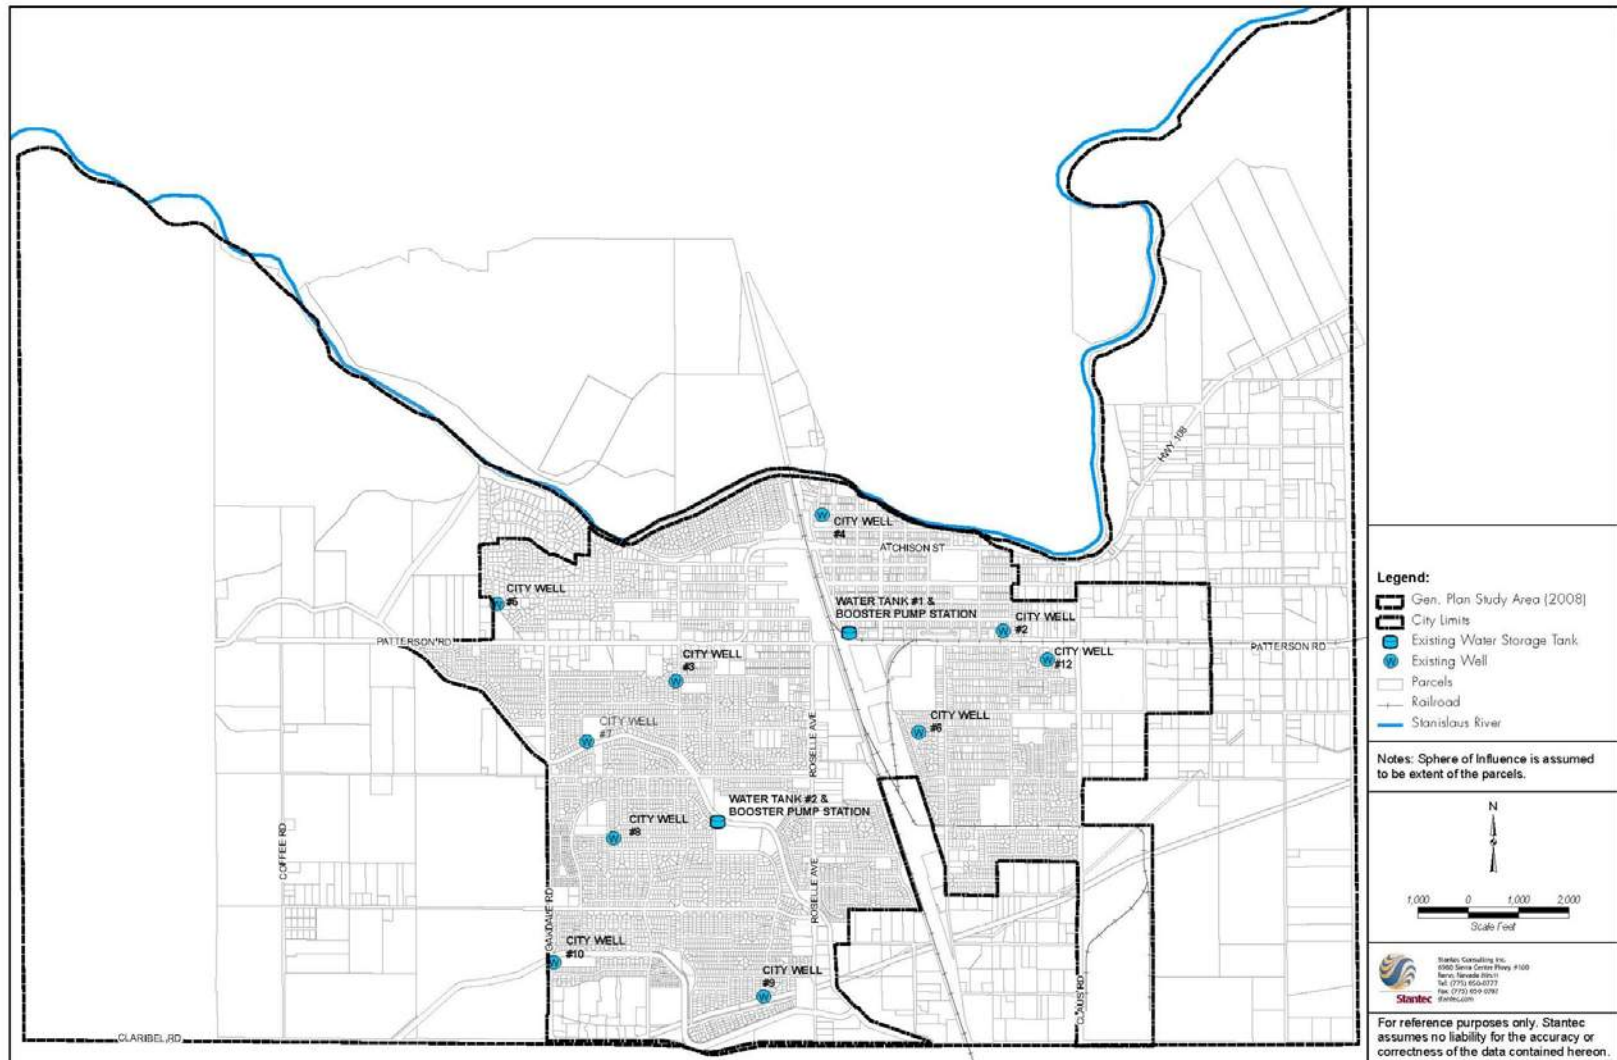 HWY 108
CITY WELL
#4
ATCHISON ST
CITY WELL
#6
WATER TANK #1 &
BOOSTER PUMP STATION
CITY WELL
#2
PATTERSON RD
PATTERSON RD
CITY WELL
#3
CITY WELL
#12
CITY WELL
#7
ROSELLE AVE
CITY WELL
#6
WATER TANK #2 &
BOOSTER PUMP STATION
CITY WELL
#8
COFFEE RD
ROSELLE AVE
OAKDALE RD
CITY WELL
#10
CITY WELL
#9
CLAUS RD
CLARIBEL RD
Legend:
Gen. Plan Study Area (2008)
City Limits
Existing Water Storage Tank
W Existing Well
Parcels
Railroad
Stanislaus River
Notes: Sphere of Influence is assumed
to be extent of the parcels.
N
1,000 0 1,000 2,000
Scale Feet
Stantec
Stantec Consulting Inc.
stantec.com
For reference purposes only. Stantec
assumes no liability for the accuracy or
correctness of the data contained hereon.